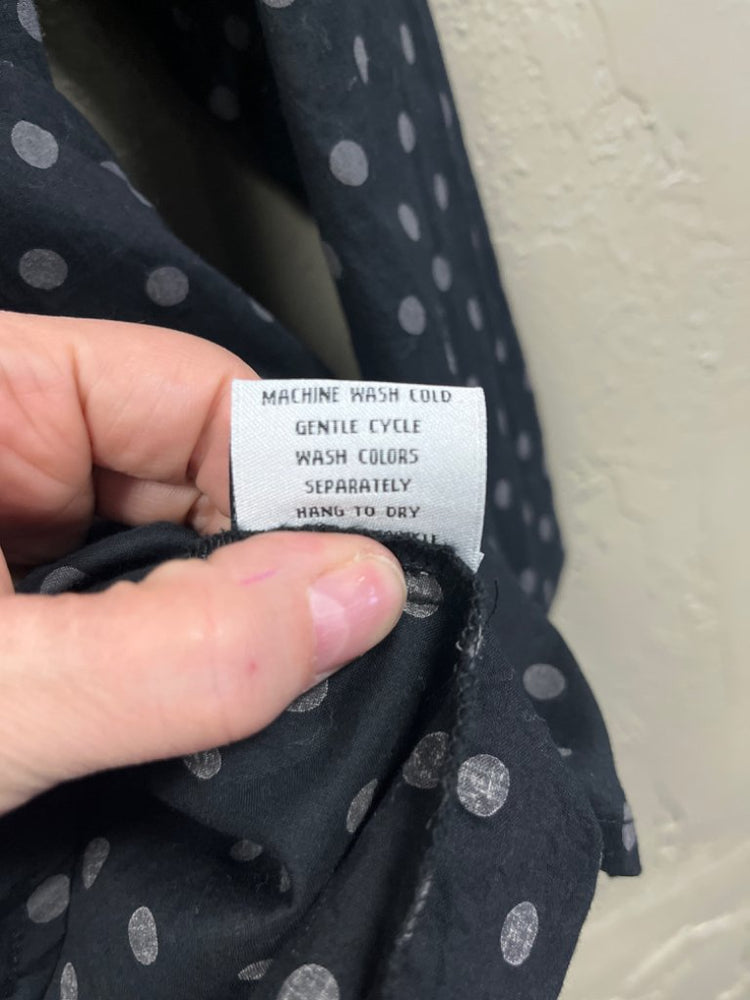 MACHINE WASH COLD
GENTLE CYCLE
WASH COLORS
SEPARATELY
HANG TO DRY